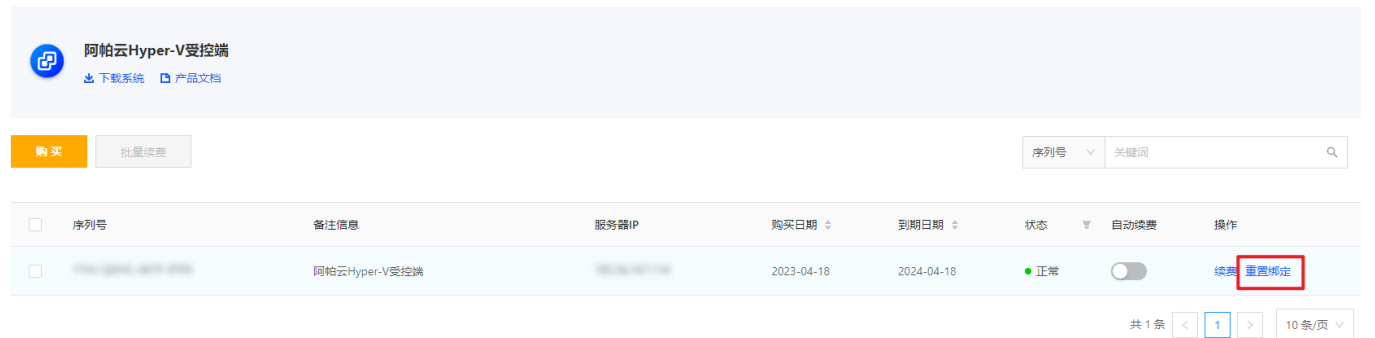 阿帕云Hyper-V受控端
下载系统 产品文档
购买 批量续费 序列号 关键词
序列号 备注信息 服务器IP 购买日期 到期日期 状态 自动续费 操作
阿帕云Hyper-V受控端 2023-04-18 2024-04-18 正常 续费 重置绑定
共 1 条 < 1 > 10 条/页